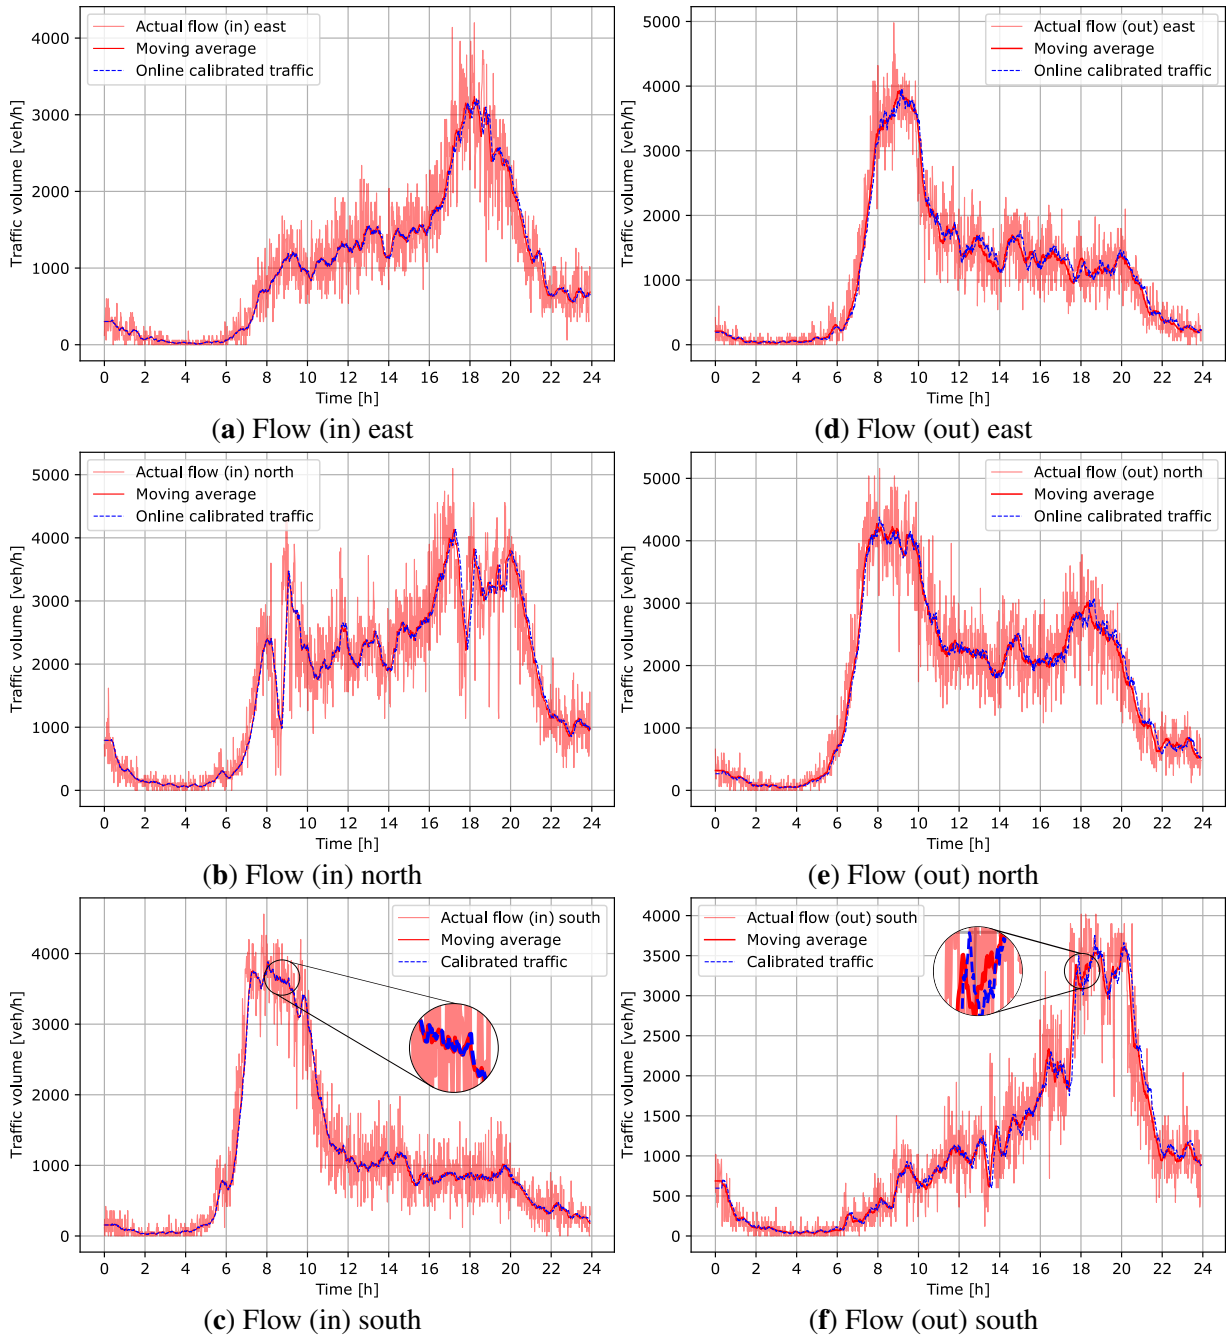 Actual flow (in) east
Moving average
Online calibrated traffic
Traffic volume [veh/h]
4000
3000
2000
1000
0
0 2 4 6 8 10 12 14 16 18 20 22 24
Time [h]
(a) Flow (in) east
Actual flow (out) east
Moving average
Online calibrated traffic
Traffic volume [veh/h]
5000
4000
3000
2000
1000
0
0 2 4 6 8 10 12 14 16 18 20 22 24
Time [h]
(d) Flow (out) east
Actual flow (in) north
Moving average
Online calibrated traffic
Traffic volume [veh/h]
5000
4000
3000
2000
1000
0
0 2 4 6 8 10 12 14 16 18 20 22 24
Time [h]
(b) Flow (in) north
Actual flow (out) north
Moving average
Online calibrated traffic
Traffic volume [veh/h]
5000
4000
3000
2000
1000
0
0 2 4 6 8 10 12 14 16 18 20 22 24
Time [h]
(e) Flow (out) north
Actual flow (in) south
Moving average
Calibrated traffic
Traffic volume [veh/h]
4000
3000
2000
1000
0
0 2 4 6 8 10 12 14 16 18 20 22 24
Time [h]
(c) Flow (in) south
Actual flow (out) south
Moving average
Calibrated traffic
Traffic volume [veh/h]
4000
3500
3000
2500
2000
1500
1000
500
0
0 2 4 6 8 10 12 14 16 18 20 22 24
Time [h]
(f) Flow (out) south